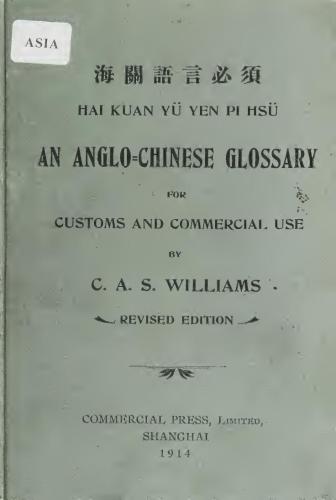 ASIA
海關語言必須
HAI KUAN YÜ YEN PI HSÜ
AN ANGLO=CHINESE GLOSSARY
FOR
CUSTOMS AND COMMERCIAL USE
BY
C. A. S. WILLIAMS
REVISED EDITION
COMMERCIAL PRESS, LIMITED,
SHANGHAI
1914